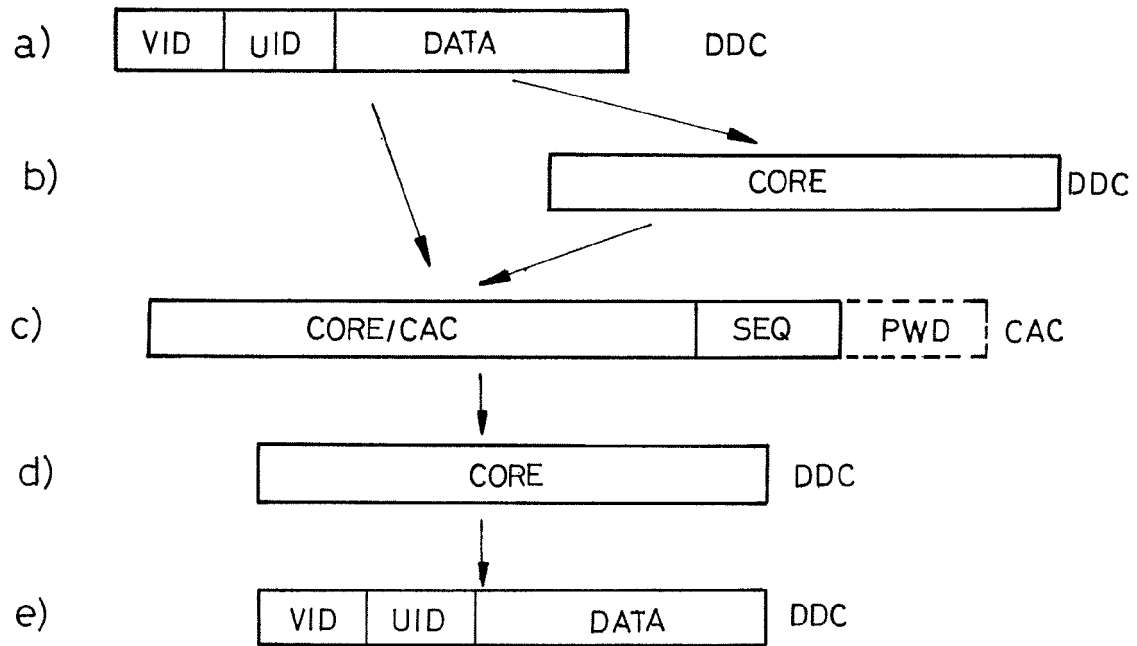 a) VID UID DATA DDC
b) CORE DDC
c) CORE/CAC SEQ PWD CAC
d) CORE DDC
e) VID UID DATA DDC